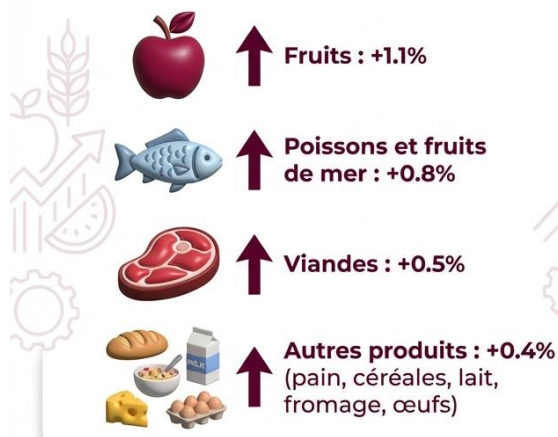 Fruits : +1.1%
Poissons et fruits
de mer : +0.8%
Viandes : +0.5%
MILK
Autres produits : +0.4%
(pain, céréales, lait,
fromage, œufs)